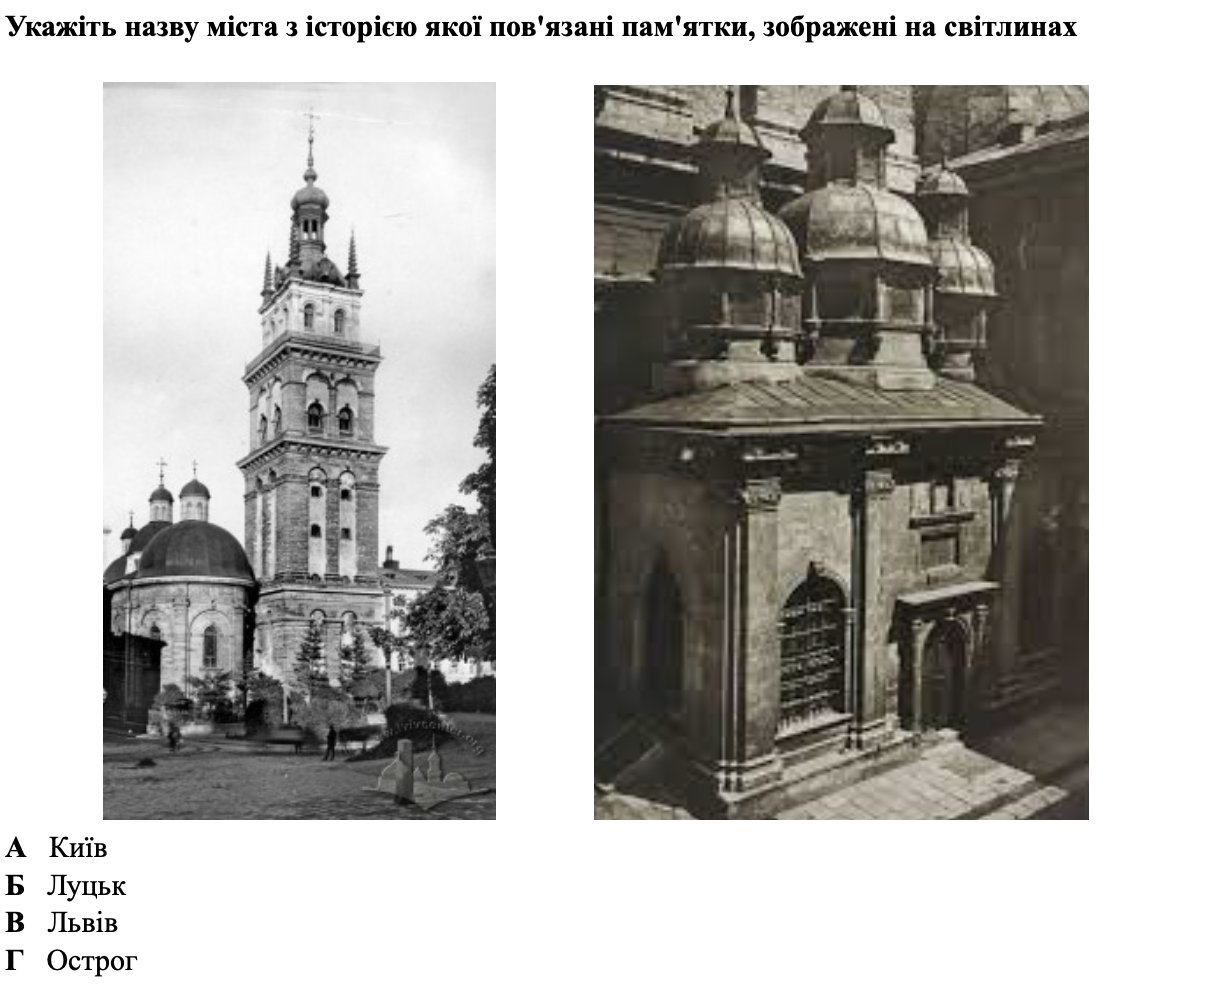 Укажіть назву міста з історією якої пов'язані пам'ятки, зображені на світлинах
А Київ
Б Луцьк
В Львів
Г Острог